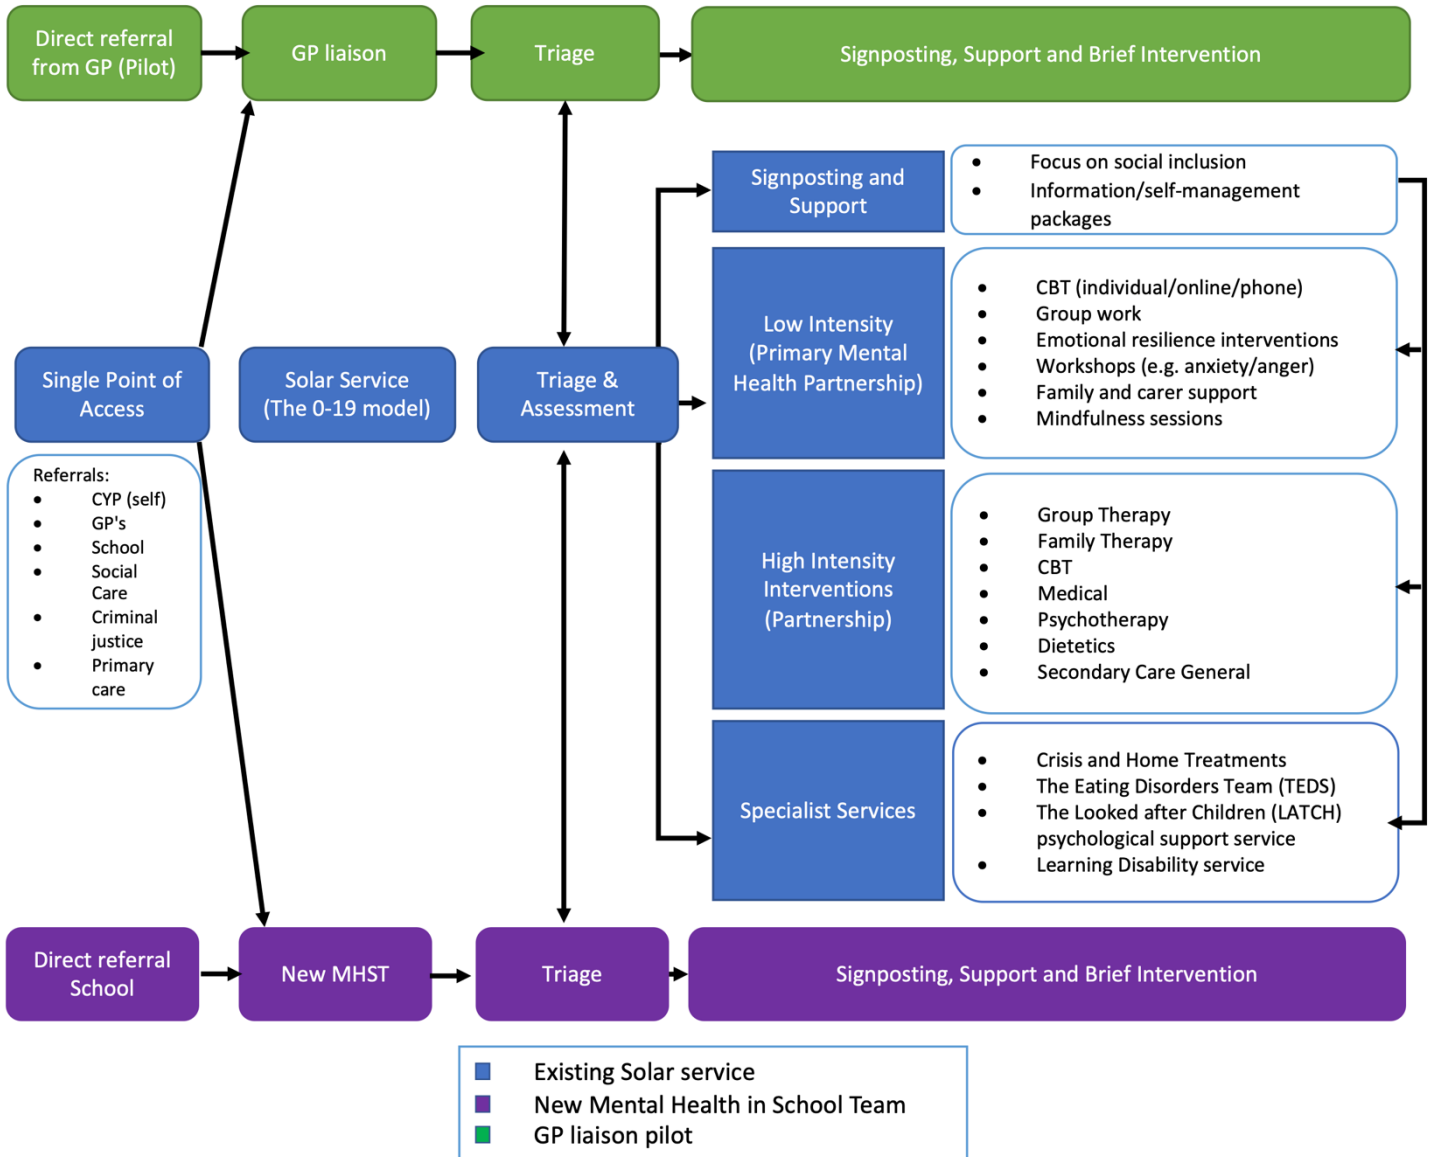 Direct referral
from GP (Pilot)
GP liaison
Triage
Signposting, Support and Brief Intervention
Signposting and
Support
• Focus on social inclusion
• Information/self-management
packages
Low Intensity
(Primary Mental
Health Partnership)
• CBT (individual/online/phone)
• Group work
• Emotional resilience interventions
• Workshops (e.g. anxiety/anger)
• Family and carer support
• Mindfulness sessions
Single Point of
Access
Solar Service
(The 0-19 model)
Triage &
Assessment
Referrals:
• CYP (self)
• GP's
• School
• Social
Care
• Criminal
justice
• Primary
care
High Intensity
Interventions
(Partnership)
• Group Therapy
• Family Therapy
• CBT
• Medical
• Psychotherapy
• Dietetics
• Secondary Care General
Specialist Services
• Crisis and Home Treatments
• The Eating Disorders Team (TEDS)
• The Looked after Children (LATCH)
psychological support service
• Learning Disability service
Direct referral
School
New MHST
Triage
Signposting, Support and Brief Intervention
Existing Solar service
New Mental Health in School Team
GP liaison pilot